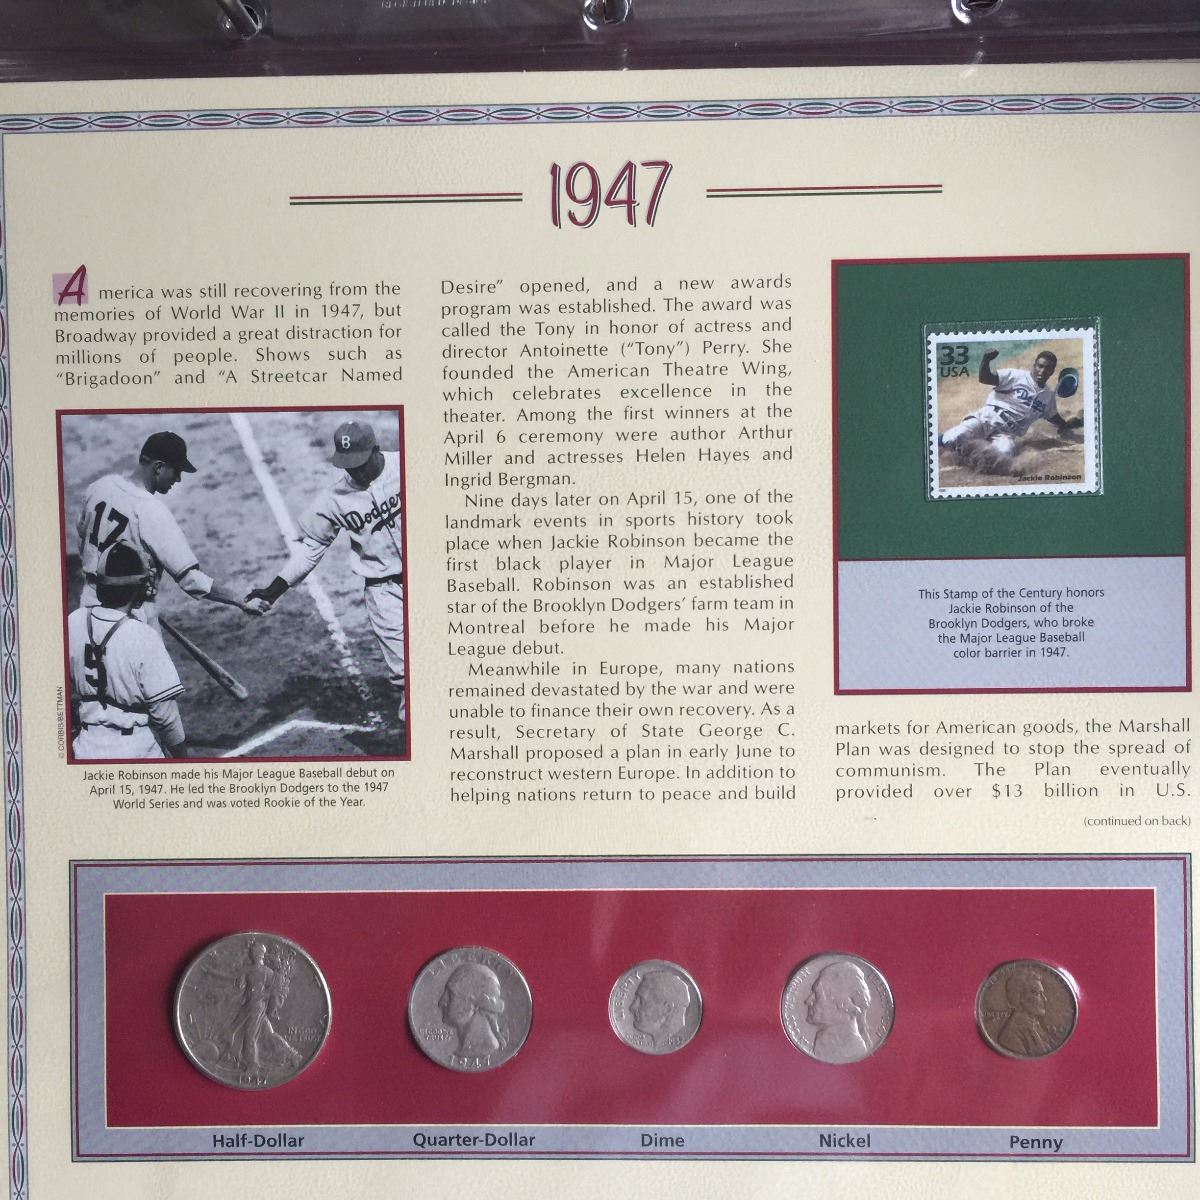 1947
America was still recovering from the
memories of World War II in 1947, but
Broadway provided a great distraction for
millions of people. Shows such as
“Brigadoon” and “A Streetcar Named
17
B
Dodgers
5
© CORBIS/BETTMAN
Jackie Robinson made his Major League Baseball debut on
April 15, 1947. He led the Brooklyn Dodgers to the 1947
World Series and was voted Rookie of the Year.
Desire” opened, and a new awards
program was established. The award was
called the Tony in honor of actress and
director Antoinette (“Tony”) Perry. She
founded the American Theatre Wing,
which celebrates excellence in the
theater. Among the first winners at the
April 6 ceremony were author Arthur
Miller and actresses Helen Hayes and
Ingrid Bergman.
Nine days later on April 15, one of the
landmark events in sports history took
place when Jackie Robinson became the
first black player in Major League
Baseball. Robinson was an established
star of the Brooklyn Dodgers’ farm team in
Montreal before he made his Major
League debut.
Meanwhile in Europe, many nations
remained devastated by the war and were
unable to finance their own recovery. As a
result, Secretary of State George C.
Marshall proposed a plan in early June to
reconstruct western Europe. In addition to
helping nations return to peace and build
33
USA
Dodgers
Jackie Robinson
This Stamp of the Century honors
Jackie Robinson of the
Brooklyn Dodgers, who broke
the Major League Baseball
color barrier in 1947.
markets for American goods, the Marshall
Plan was designed to stop the spread of
communism. The Plan eventually
provided over $13 billion in U.S.
(continued on back)
IN GOD
WE TRUST
1947
LIBERTY
1947
LIBERTY
Half-Dollar
Quarter-Dollar
Dime
Nickel
Penny